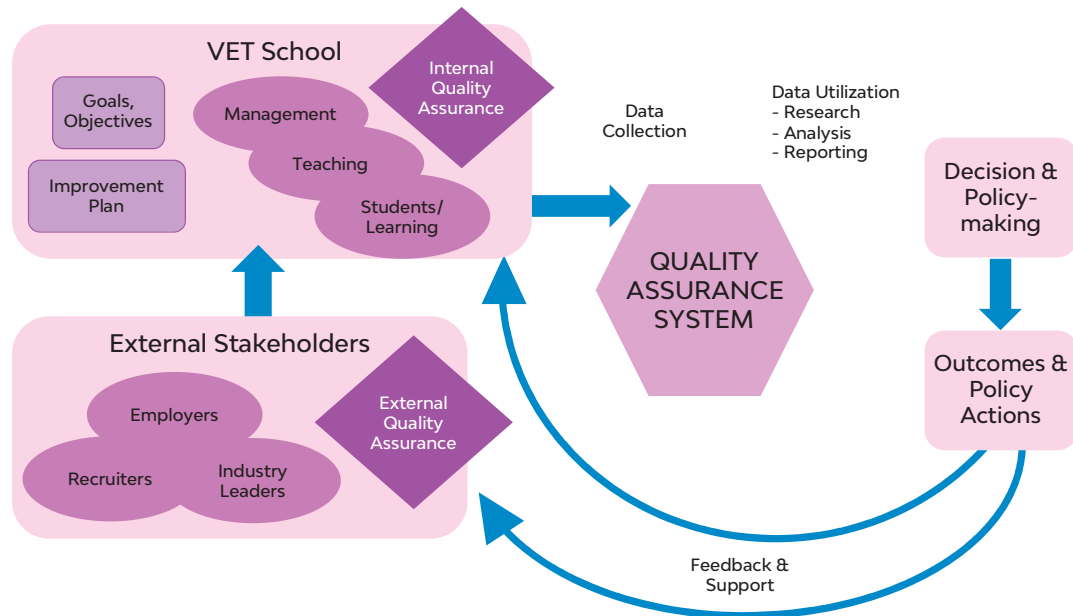 VET School
Goals,
Objectives
Improvement
Plan
Management
Teaching
Students/
Learning
Internal
Quality
Assurance
Data
Collection
Data Utilization
- Research
- Analysis
- Reporting
QUALITY
ASSURANCE
SYSTEM
Decision &
Policy-
making
Outcomes &
Policy
Actions
External Stakeholders
Employers
Recruiters
Industry
Leaders
External
Quality
Assurance
Feedback &
Support